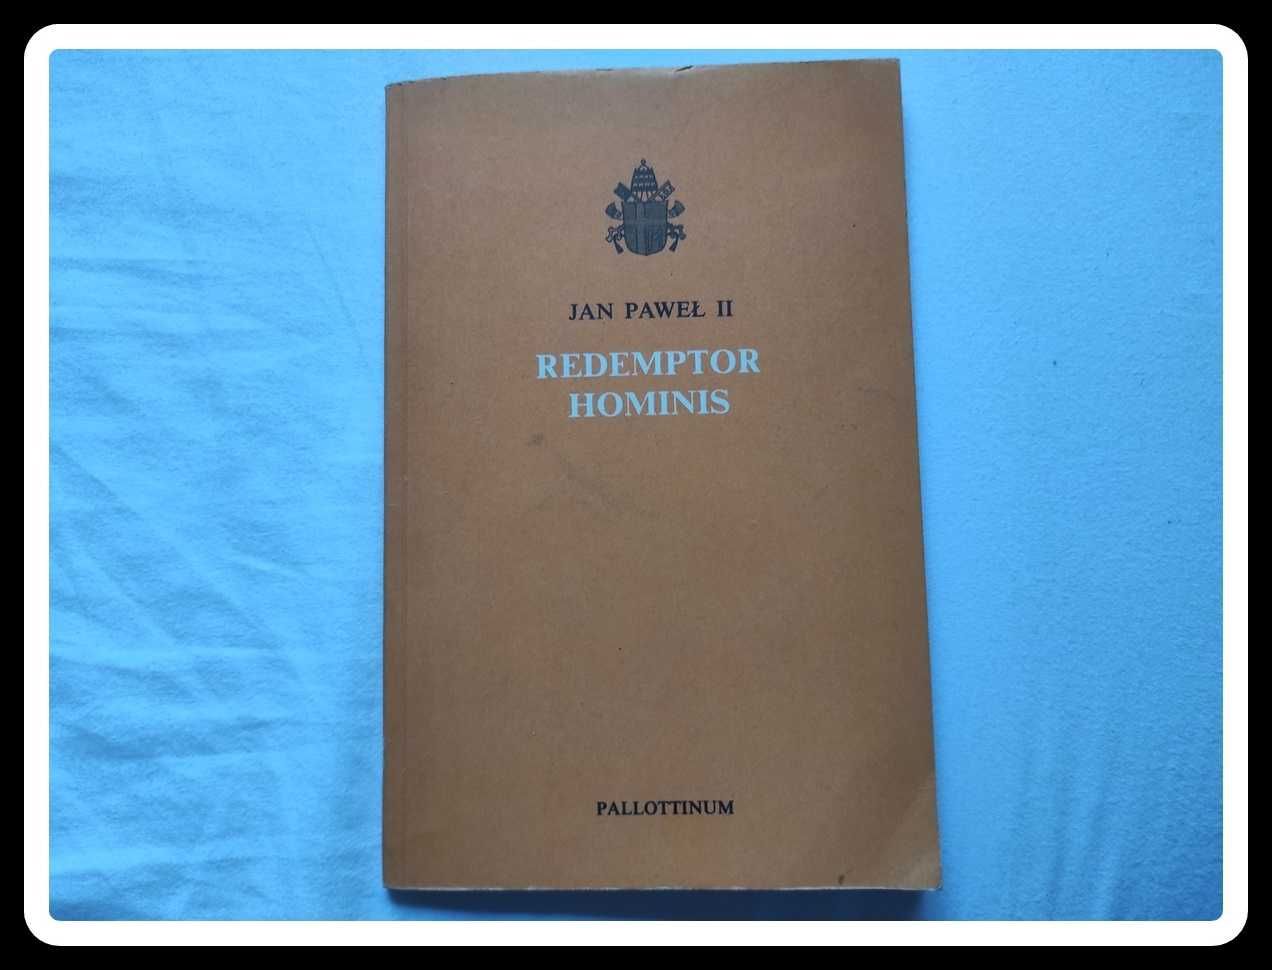 JAN PAWEŁ II
REDEMPTOR
HOMINIS
PALLOTTINUM